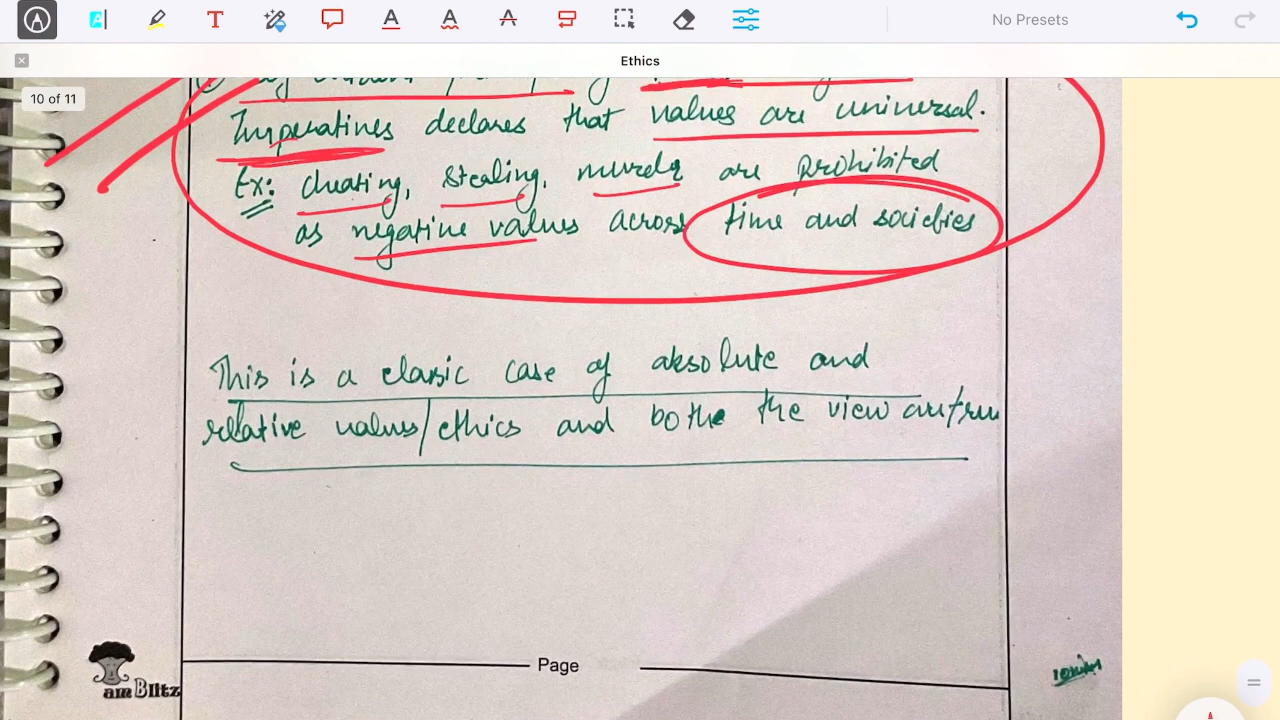 No Presets
Ethics
10 of 11
Imperatives declares that values are universal.
Ex: Cheating, Stealing, murder are prohibited
as negative values across time and societies
This is a classic case of absolute and
relative values/ethics and both the view
Page
am Blitz